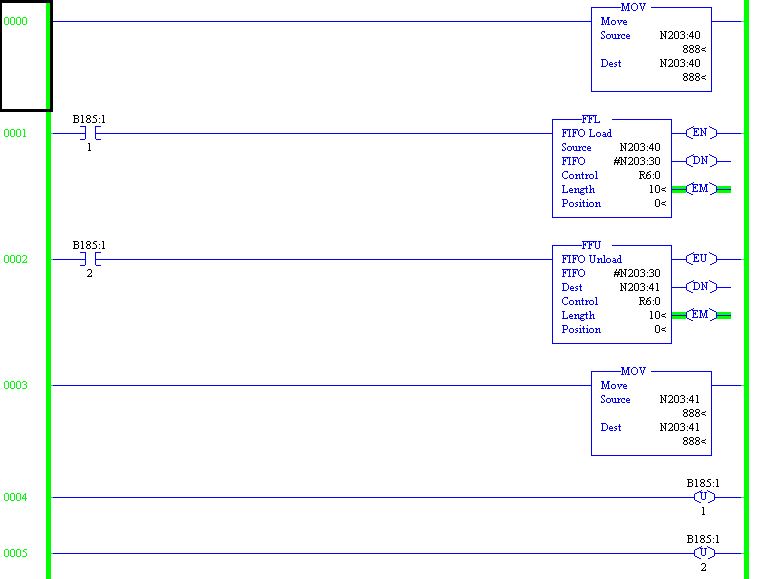 0000
MOV
Move
Source N203:40
888<
Dest N203:40
888<
0001
B185:1
1
FFL
FIFO Load
Source N203:40
FIFO #N203:30
Control R6:0
Length 10<
Position 0<
EN
DN
EM
0002
B185:1
2
FFU
FIFO Unload
FIFO #N203:30
Dest N203:41
Control R6:0
Length 10<
Position 0<
EU
DN
EM
0003
MOV
Move
Source N203:41
888<
Dest N203:41
888<
0004
B185:1
U
1
0005
B185:1
U
2